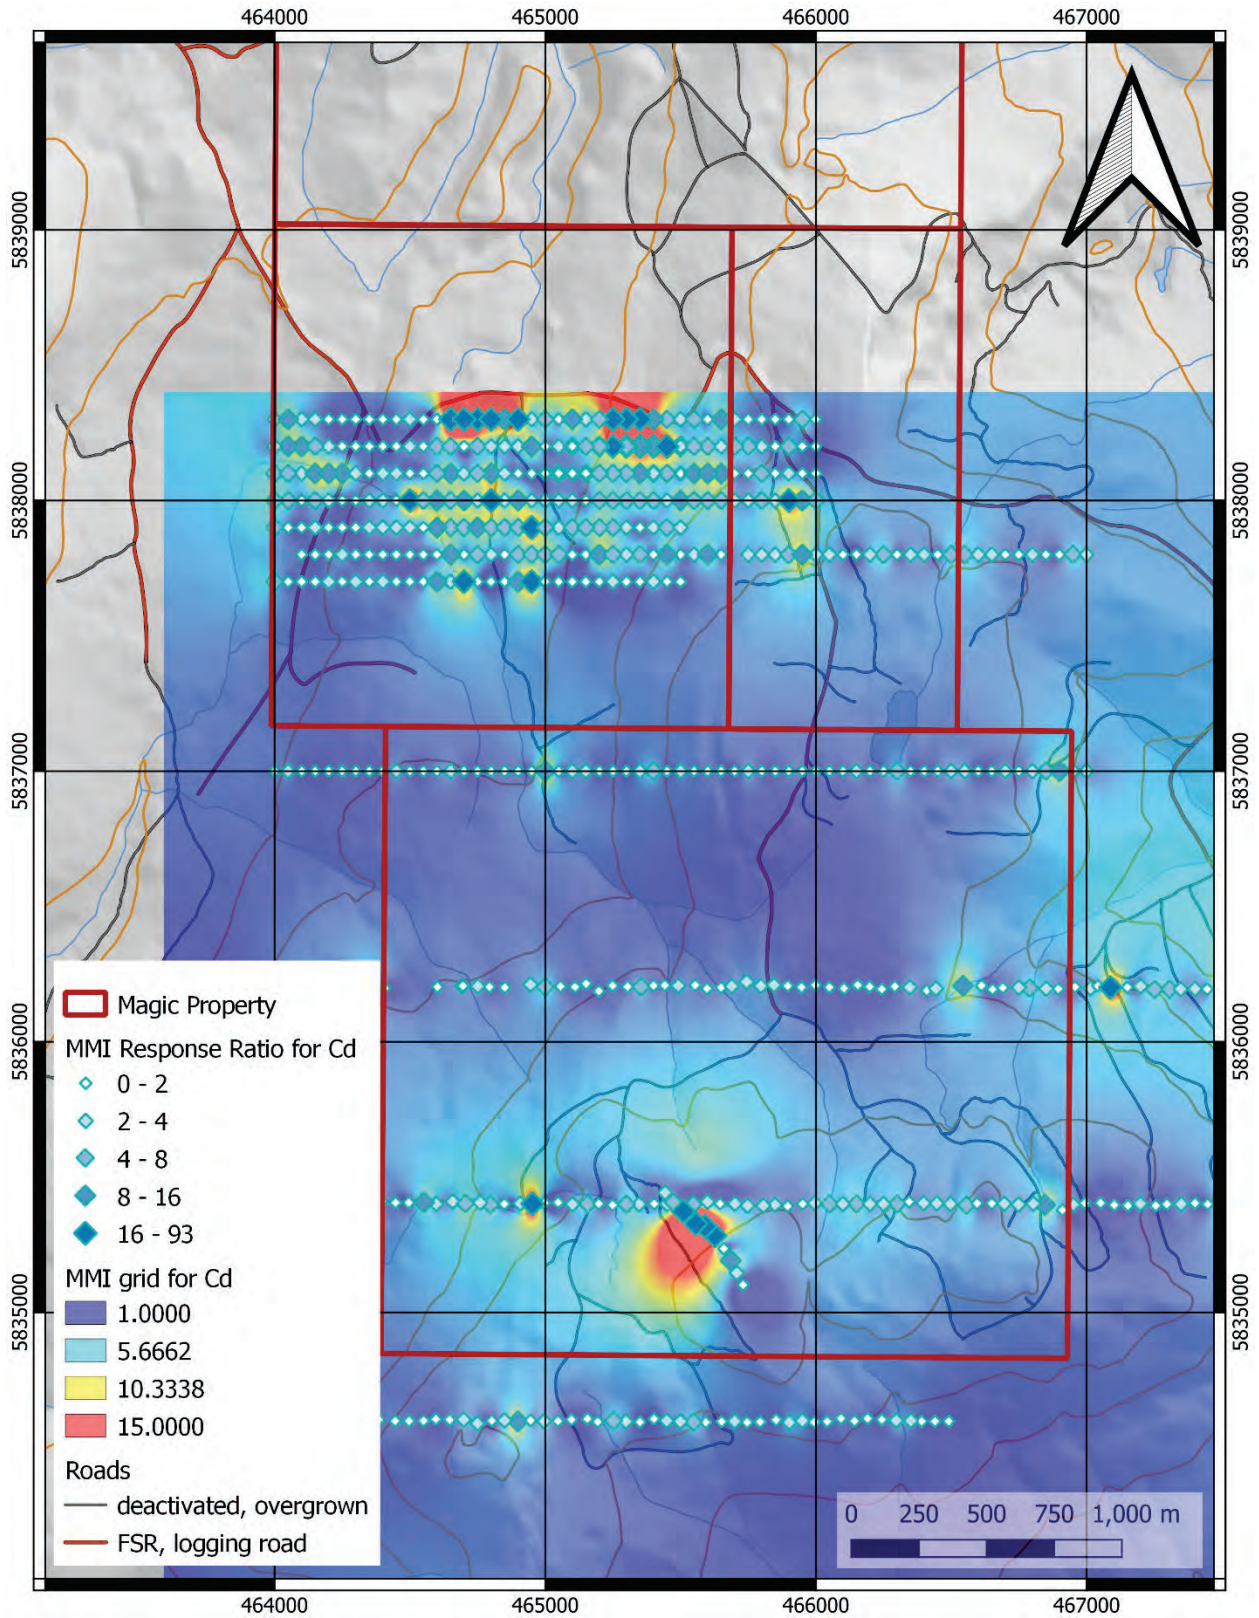 464000 465000 466000 467000
5839000 5839000
5838000 5838000
5837000 5837000
5836000 5836000
5835000 5835000
Magic Property
MMI Response Ratio for Cd
0 - 2
2 - 4
4 - 8
8 - 16
16 - 93
MMI grid for Cd
1.0000
5.6662
10.3338
15.0000
Roads
deactivated, overgrown
FSR, logging road
0 250 500 750 1,000 m
464000 465000 466000 467000